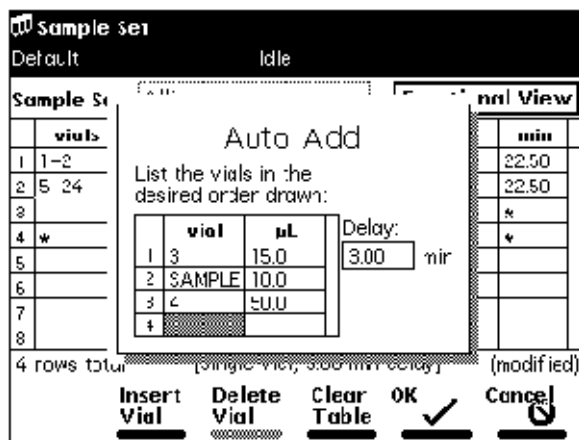 Sample Set
Default Idle
Sample Se nal View
vials min
1 1-2 22.50
2 5-24 22.50
3 *
4 * *
5
6
7
8
Auto Add
List the vials in the
desired order drawn:
vial µL
1 3 15.0
2 SAMPLE 10.0
3 4 50.0
4
Delay:
3.00 min
4 rows total (modified)
Insert Vial
Delete Vial
Clear Table
OK
Cancel